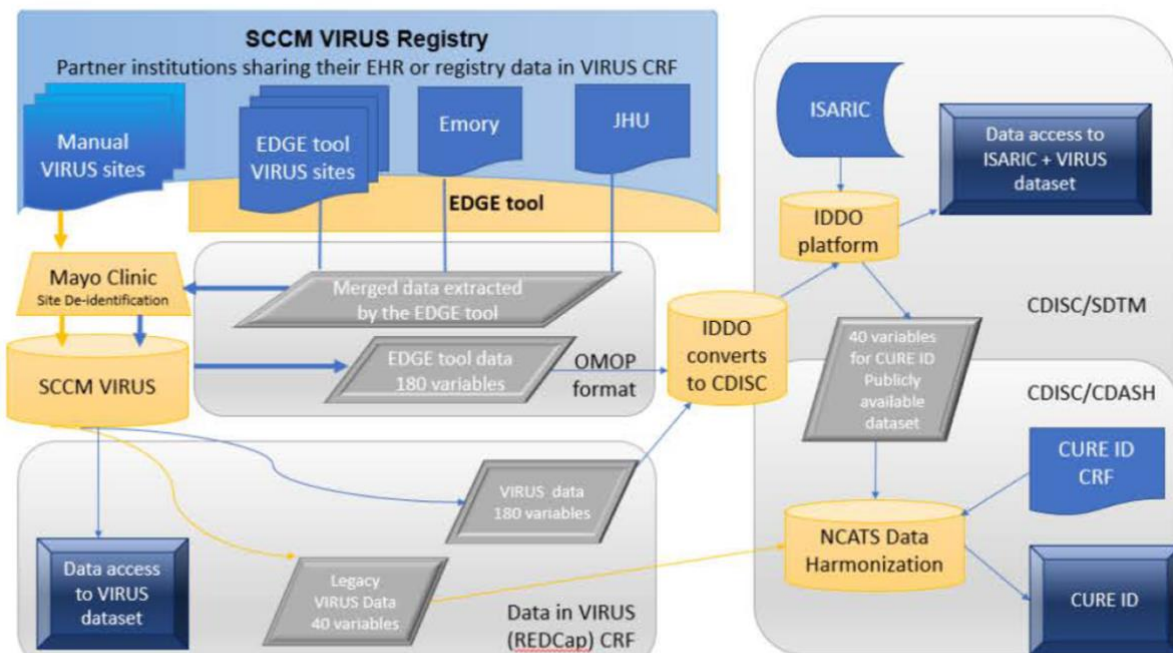 SCCM VIRUS Registry
Partner institutions sharing their EHR or registry data in VIRUS CRF
Manual
VIRUS sites
EDGE tool
VIRUS sites
Emory
JHU
EDGE tool
Mayo Clinic
Site De-identification
Merged data extracted
by the EDGE tool
SCCM VIRUS
EDGE tool data
180 variables
OMOP
format
IDDO
converts
to CDISC
ISARIC
Data access to
ISARIC + VIRUS
dataset
IDDO
platform
CDISC/SDTM
40 variables
for CURE ID
Publicly
available
dataset
CDISC/CDASH
CURE ID
CRF
NCATS Data
Harmonization
CURE ID
VIRUS data
180 variables
Data access
to VIRUS
dataset
Legacy
VIRUS Data
40 variables
Data in VIRUS
(REDCap) CRF